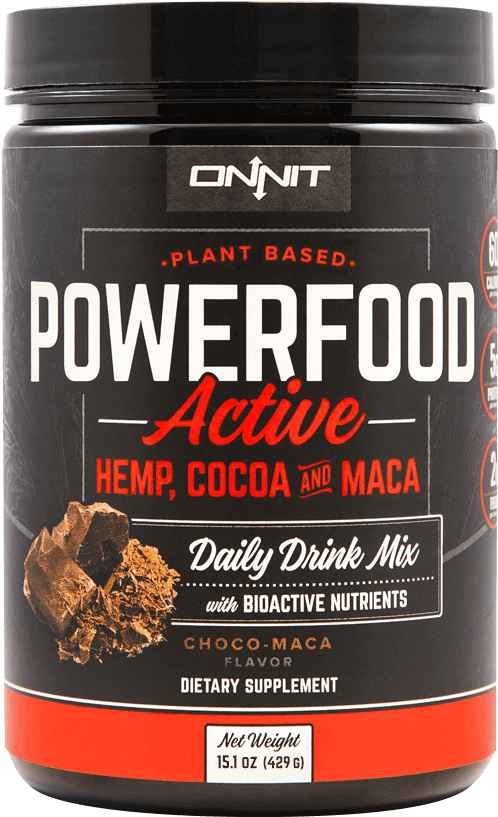 ONNIT
.PLANT BASED.
POWERFOOD
Active
HEMP, COCOA AND MACA
Daily Drink Mix
with BIOACTIVE NUTRIENTS
CHOCO-MACA
FLAVOR
DIETARY SUPPLEMENT
Net Weight
15.1 OZ (429 G)